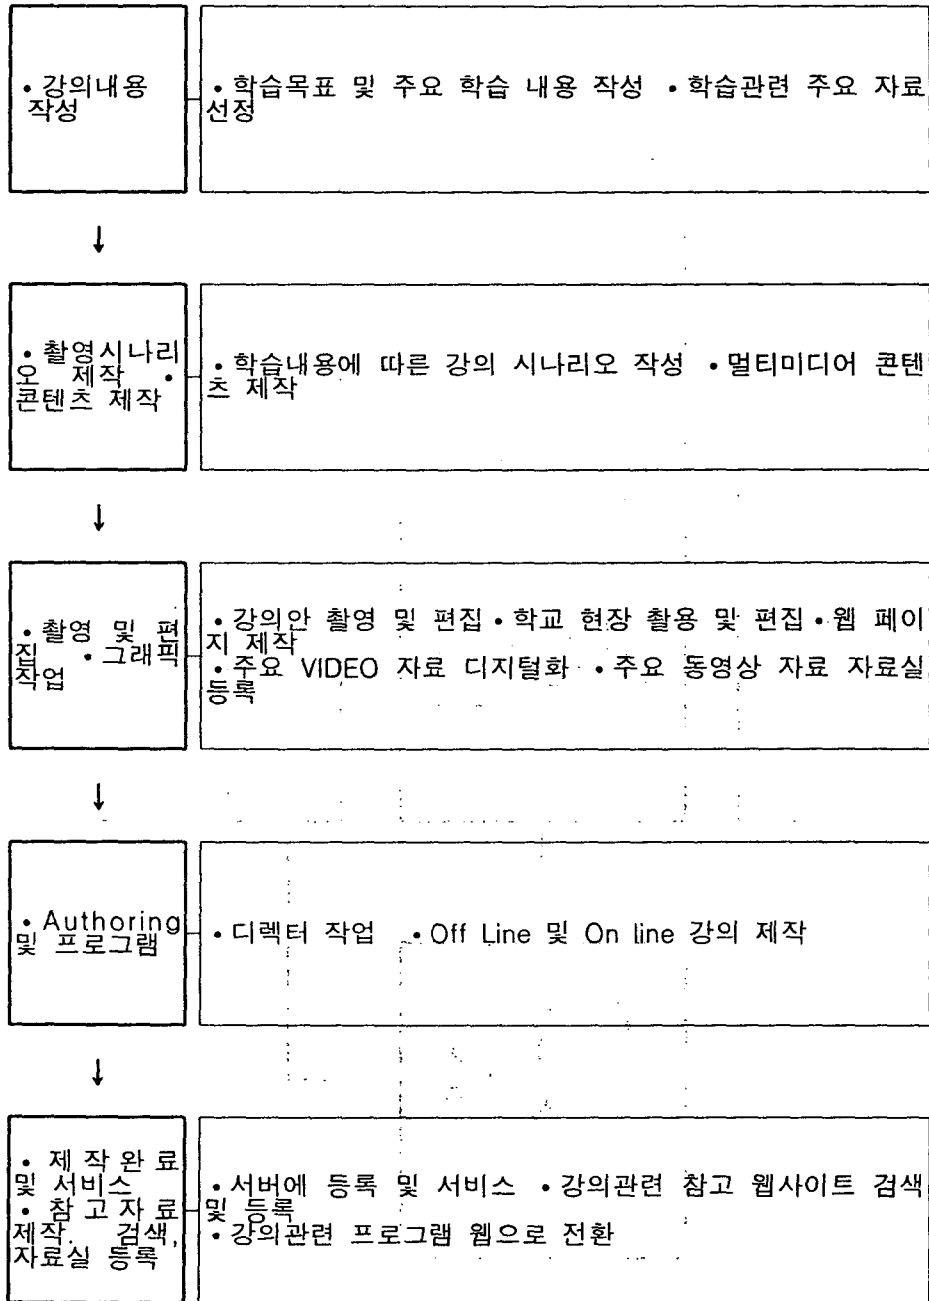 • 강의내용
작성
• 학습목표 및 주요 학습 내용 작성 • 학습관련 주요 자료
선정
↓
• 촬영시나리
오 제작 •
콘텐츠 제작
• 학습내용에 따른 강의 시나리오 작성 • 멀티미디어 콘텐
츠 제작
↓
• 촬영 및 편
집 • 그래픽
작업
• 강의안 촬영 및 편집 • 학교 현장 촬용 및 편집 • 웹 페이
지 제작
• 주요 VIDEO 자료 디지털화 • 주요 동영상 자료 자료실
등록
↓
• Authoring
및 프로그램
• 디렉터 작업 • Off Line 및 On line 강의 제작
↓
• 제작완료
및 서비스
• 참고자료
제작. 검색,
자료실 등록
• 서버에 등록 및 서비스 • 강의관련 참고 웹사이트 검색
및 등록
• 강의관련 프로그램 웹으로 전환